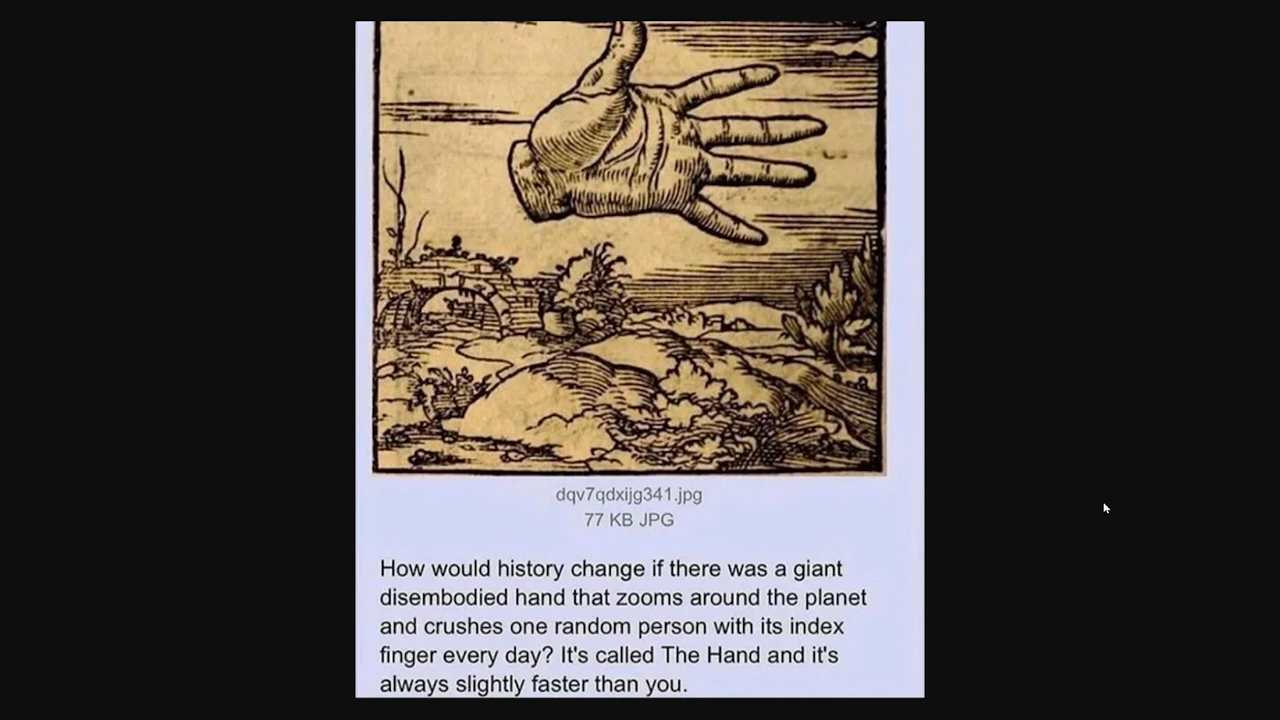 dqv7qdxijg341.jpg
77 KB JPG
How would history change if there was a giant
disembodied hand that zooms around the planet
and crushes one random person with its index
finger every day? It's called The Hand and it's
always slightly faster than you.